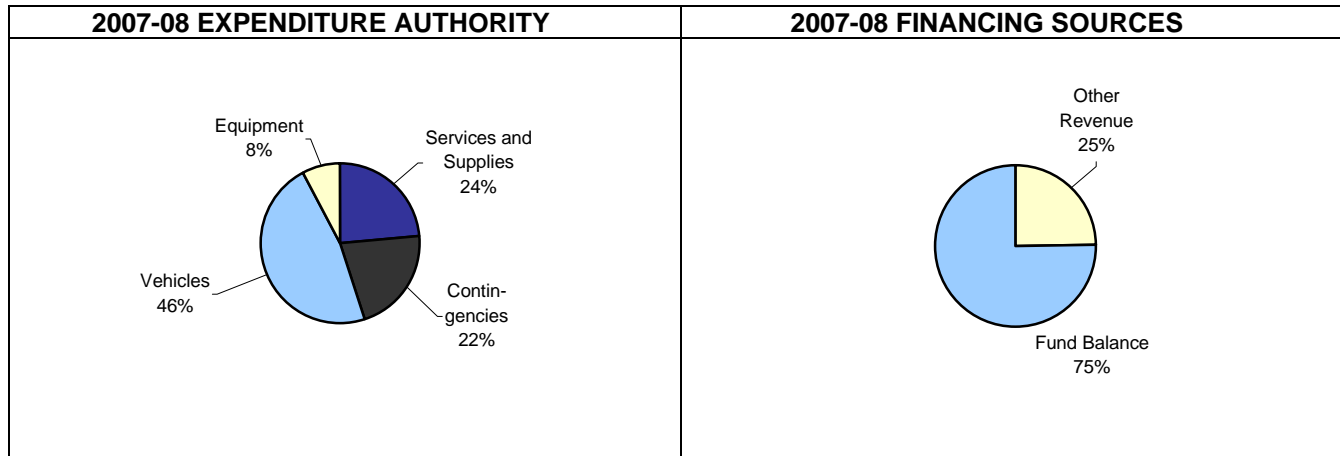 2007-08 EXPENDITURE AUTHORITY
Equipment
8%
Services and
Supplies
24%
Vehicles
46%
Contin-
gencies
22%
2007-08 FINANCING SOURCES
Other
Revenue
25%
Fund Balance
75%